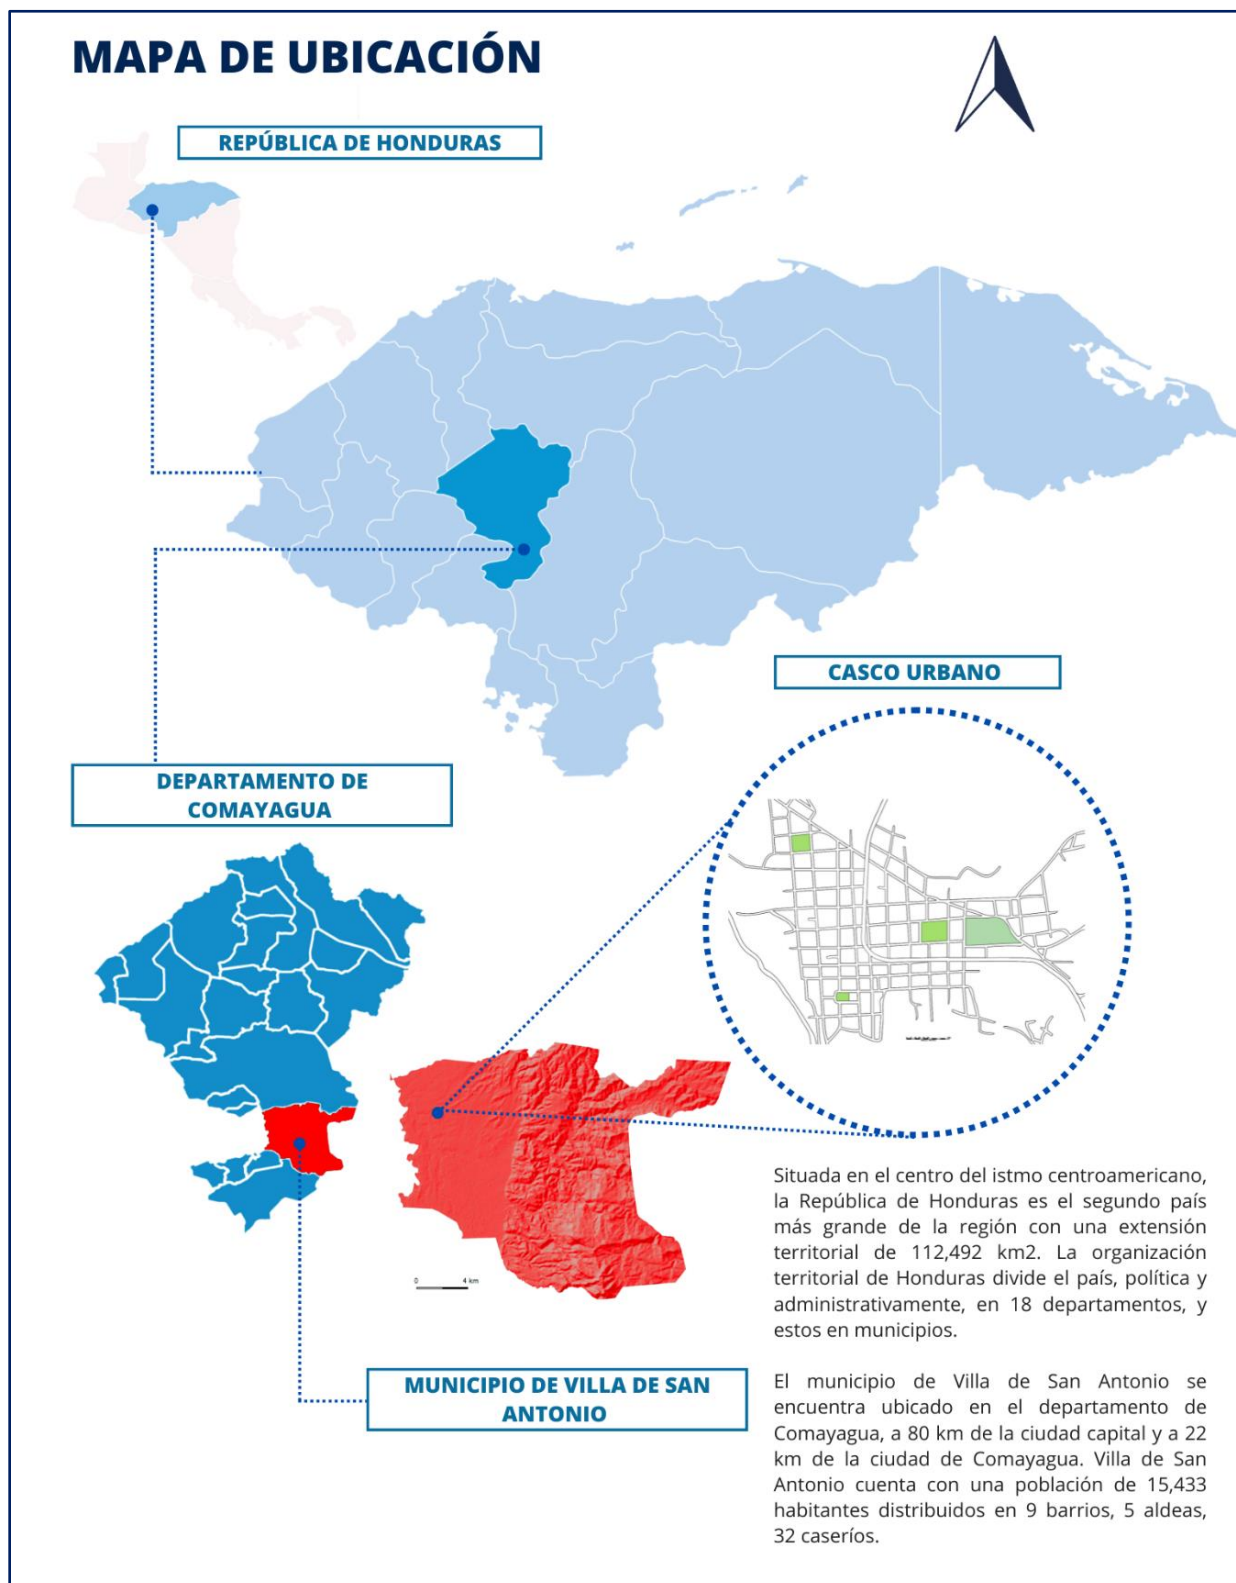 MAPA DE UBICACIÓN
REPÚBLICA DE HONDURAS
CASCO URBANO
DEPARTAMENTO DE
COMAYAGUA
0 4 km
Situada en el centro del istmo centroamericano,
la República de Honduras es el segundo país
más grande de la región con una extensión
territorial de 112,492 km2. La organización
territorial de Honduras divide el país, política y
administrativamente, en 18 departamentos, y
estos en municipios.
MUNICIPIO DE VILLA DE SAN
ANTONIO
El municipio de Villa de San Antonio se
encuentra ubicado en el departamento de
Comayagua, a 80 km de la ciudad capital y a 22
km de la ciudad de Comayagua. Villa de San
Antonio cuenta con una población de 15,433
habitantes distribuidos en 9 barrios, 5 aldeas,
32 caseríos.